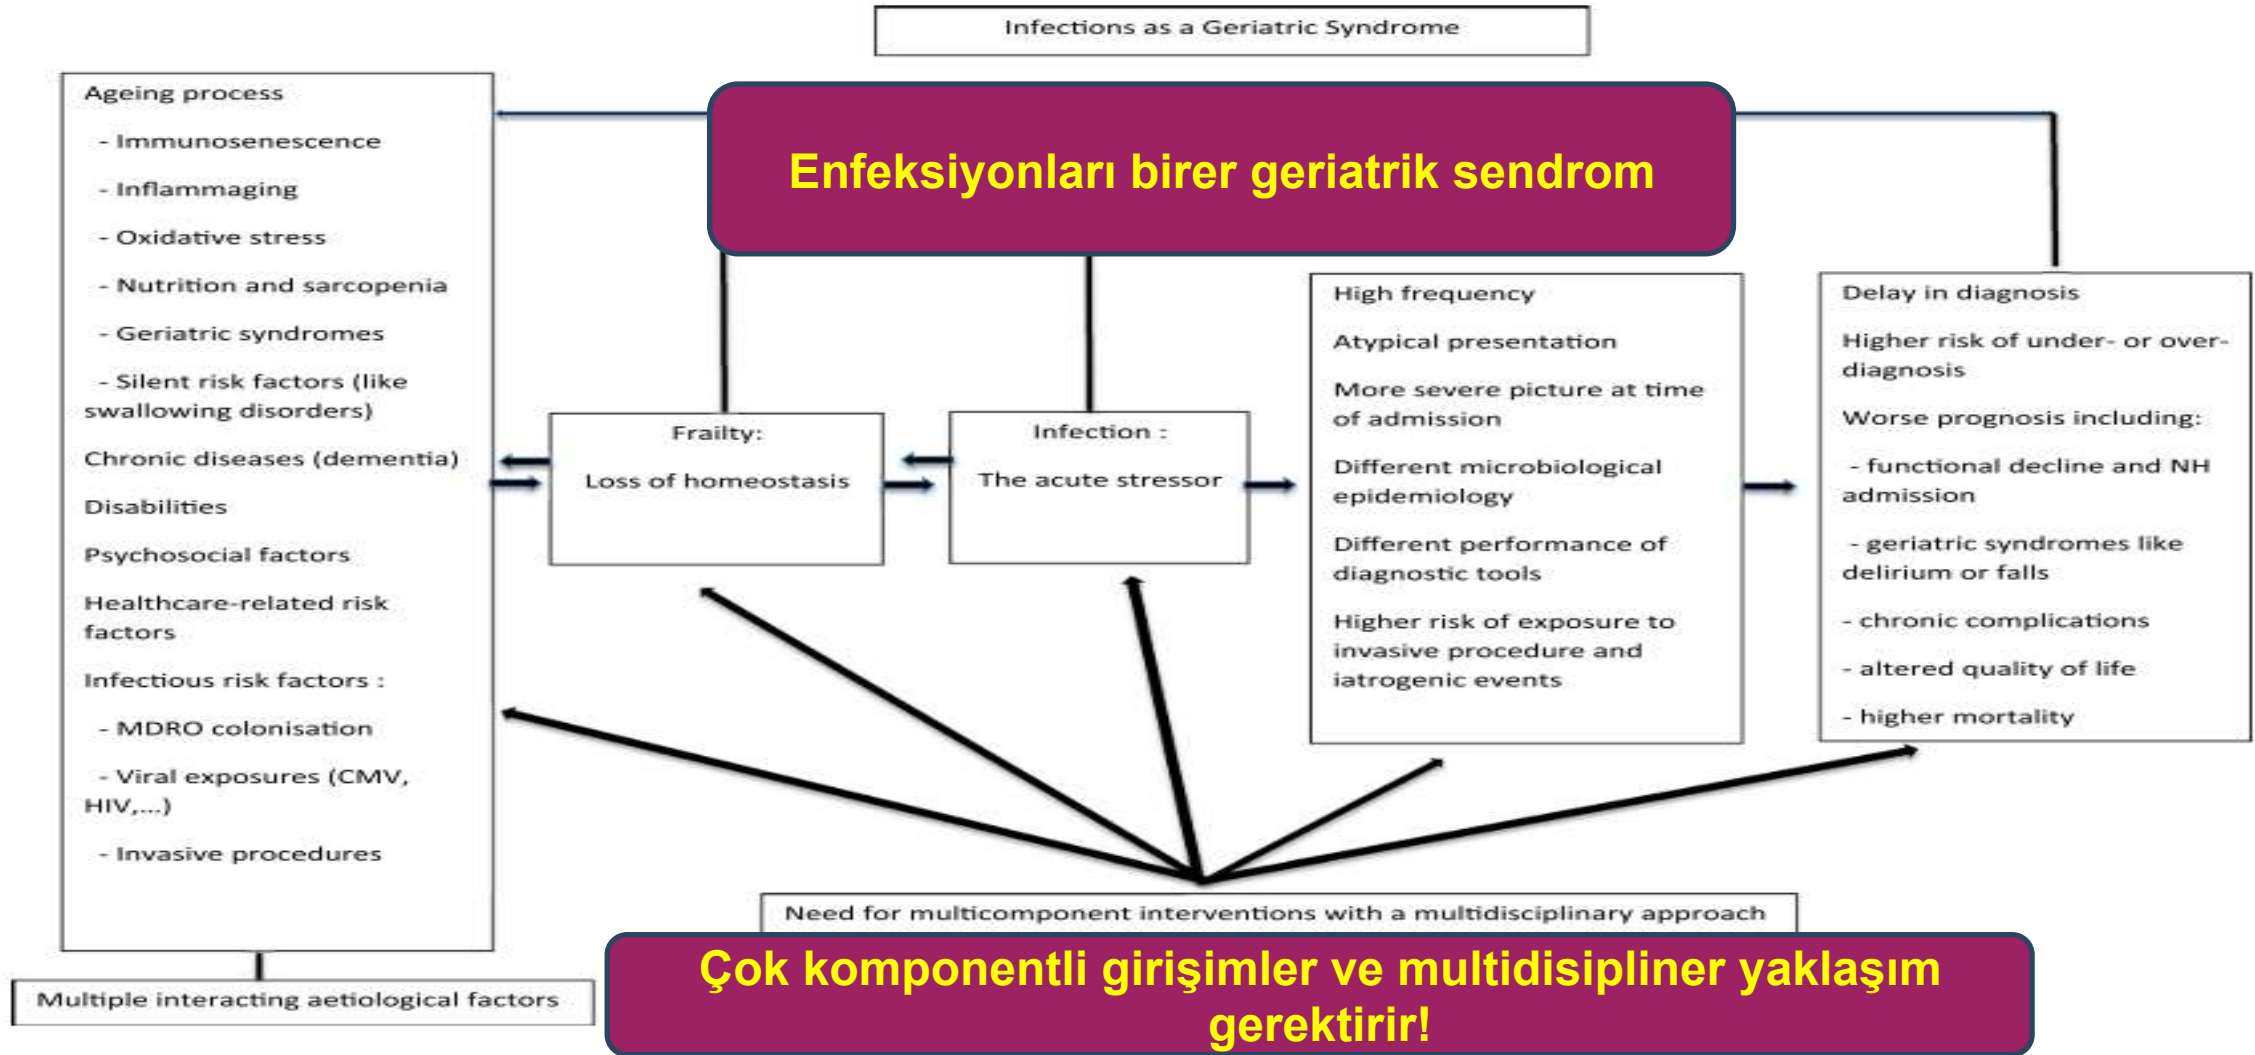 Infections as a Geriatric Syndrome
Enfeksiyonları birer geriatrik sendrom
Ageing process
- Immunosenescence
- Inflammaging
- Oxidative stress
- Nutrition and sarcopenia
- Geriatric syndromes
- Silent risk factors (like
swallowing disorders)
Chronic diseases (dementia)
Disabilities
Psychosocial factors
Healthcare-related risk
factors
Infectious risk factors :
- MDRO colonisation
- Viral exposures (CMV,
HIV,...)
- Invasive procedures
Multiple interacting aetiological factors
Frailty:
Loss of homeostasis
Infection :
The acute stressor
High frequency
Atypical presentation
More severe picture at time
of admission
Different microbiological
epidemiology
Different performance of
diagnostic tools
Higher risk of exposure to
invasive procedure and
iatrogenic events
Delay in diagnosis
Higher risk of under- or over-
diagnosis
Worse prognosis including:
- functional decline and NH
admission
- geriatric syndromes like
delirium or falls
- chronic complications
- altered quality of life
- higher mortality
Need for multicomponent interventions with a multidisciplinary approach
Çok komponentli girişimler ve multidisipliner yaklaşım
gerektirir!